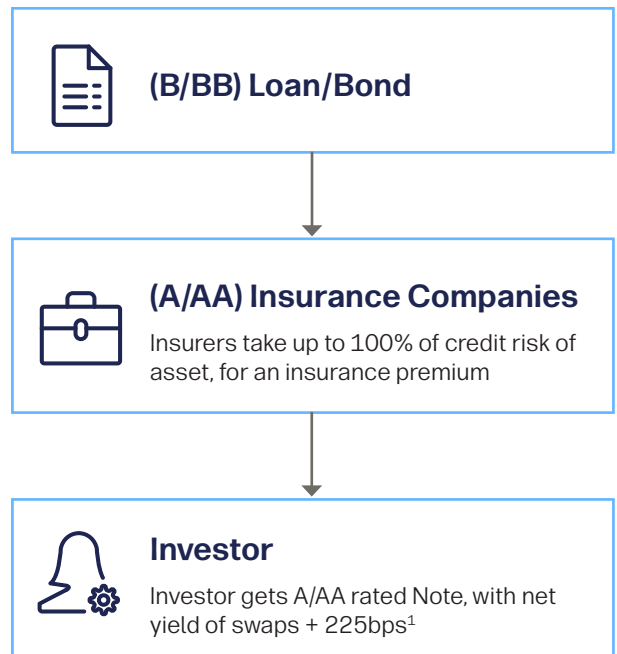 (B/BB) Loan/Bond
(A/AA) Insurance Companies
Insurers take up to 100% of credit risk of
asset, for an insurance premium
Investor
Investor gets A/AA rated Note, with net
yield of swaps + 225bps¹